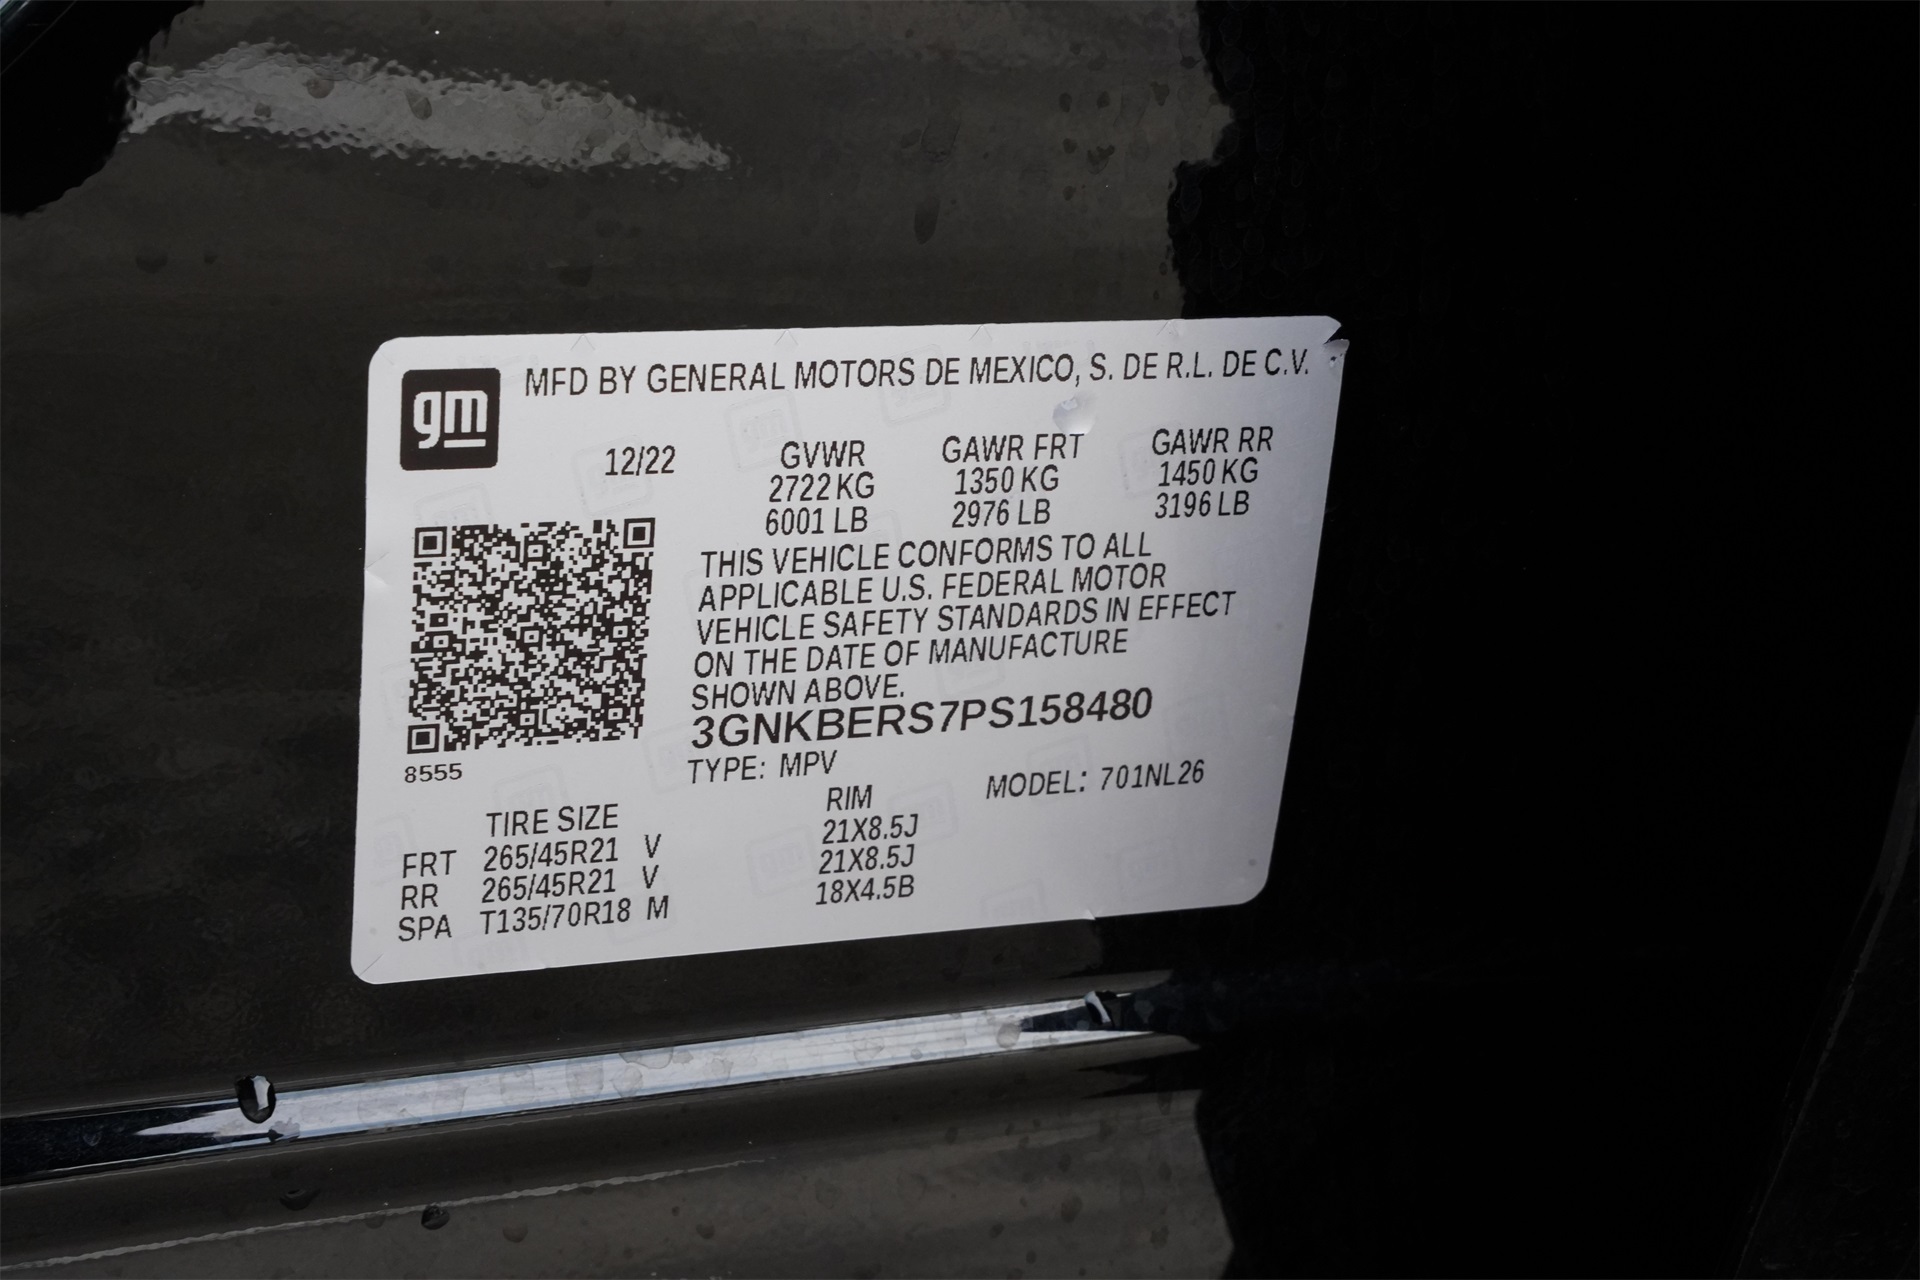 gm MFD BY GENERAL MOTORS DE MEXICO, S. DE R.L. DE C.V.
12/22 GVWR GAWR FRT GAWR RR
2722 KG 1350 KG 1450 KG
6001 LB 2976 LB 3196 LB
THIS VEHICLE CONFORMS TO ALL
APPLICABLE U.S. FEDERAL MOTOR
VEHICLE SAFETY STANDARDS IN EFFECT
ON THE DATE OF MANUFACTURE
SHOWN ABOVE.
3GNKBERS7PS158480
8555 TYPE: MPV MODEL: 701NL26
TIRE SIZE RIM
FRT 265/45R21 V 21X8.5J
RR 265/45R21 V 21X8.5J
SPA T135/70R18 M 18X4.5B